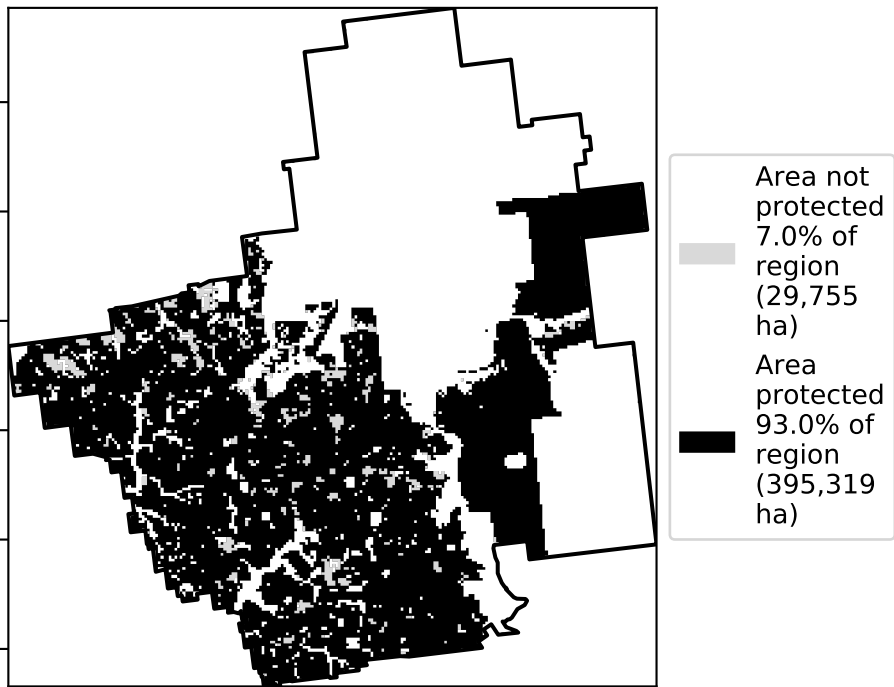 Area not
protected
7.0% of
region
(29,755
ha)
Area
protected
93.0% of
region
(395,319
ha)